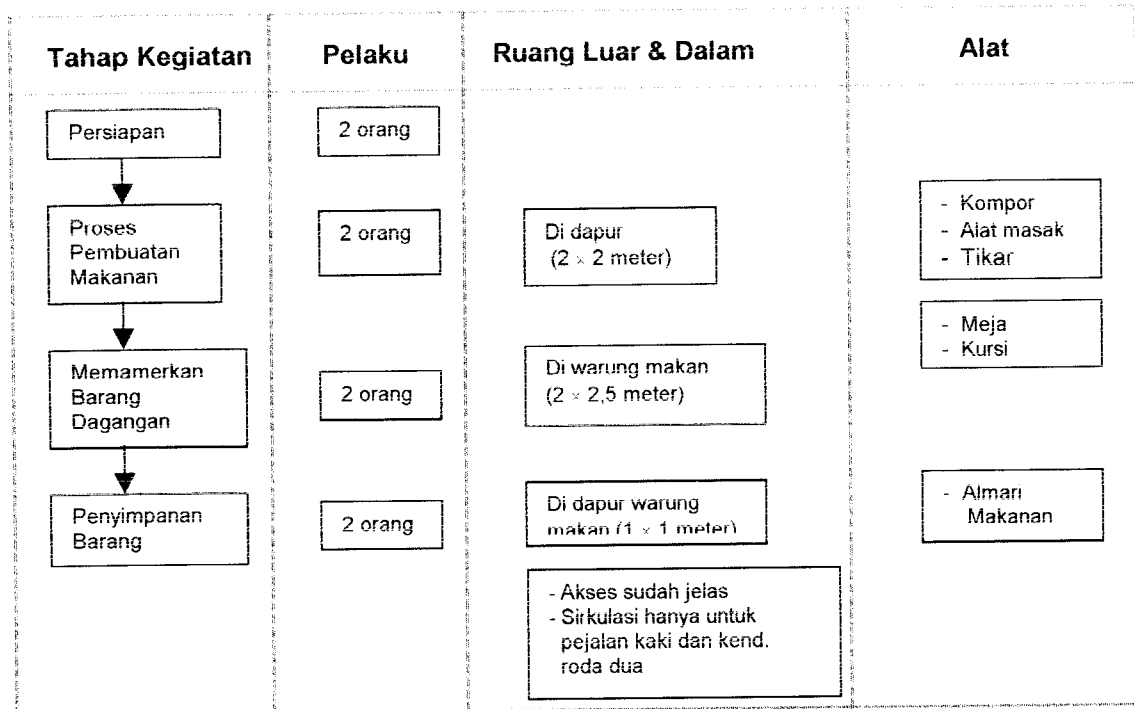 Tahap Kegiatan
Pelaku
Ruang Luar & Dalam
Alat
Persiapan
2 orang
Proses
Pembuatan
Makanan
2 orang
Di dapur
(2 × 2 meter)
- Kompor
- Alat masak
- Tikar
Memamerkan
Barang
Dagangan
2 orang
Di warung makan
(2 × 2,5 meter)
- Meja
- Kursi
Penyimpanan
Barang
2 orang
Di dapur warung
makan (1 × 1 meter)
- Almari
Makanan
- Akses sudah jelas
- Sirkulasi hanya untuk
pejalan kaki dan kend.
roda dua